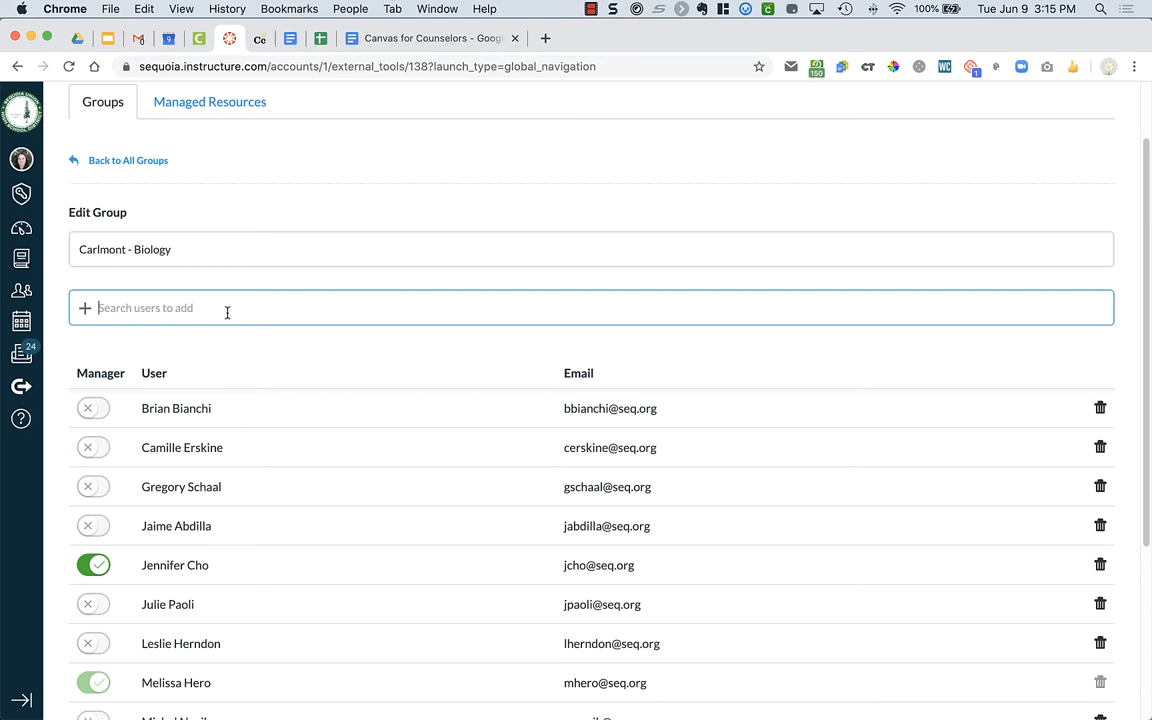 Chrome File Edit View History Bookmarks People Tab Window Help 100% Tue Jun 9 3:15 PM
Canvas for Counselors - Goog
sequoia.instructure.com/accounts/1/external_tools/138?launch_type=global_navigation
Groups Managed Resources
Back to All Groups
Edit Group
Carlmont - Biology
Search users to add
Manager User Email
Brian Bianchi bbianchi@seq.org
Camille Erskine cerskine@seq.org
Gregory Schaal gschaal@seq.org
Jaime Abdilla jabdilla@seq.org
Jennifer Cho jcho@seq.org
Julie Paoli jpaoli@seq.org
Leslie Herndon lherndon@seq.org
Melissa Hero mhero@seq.org
24